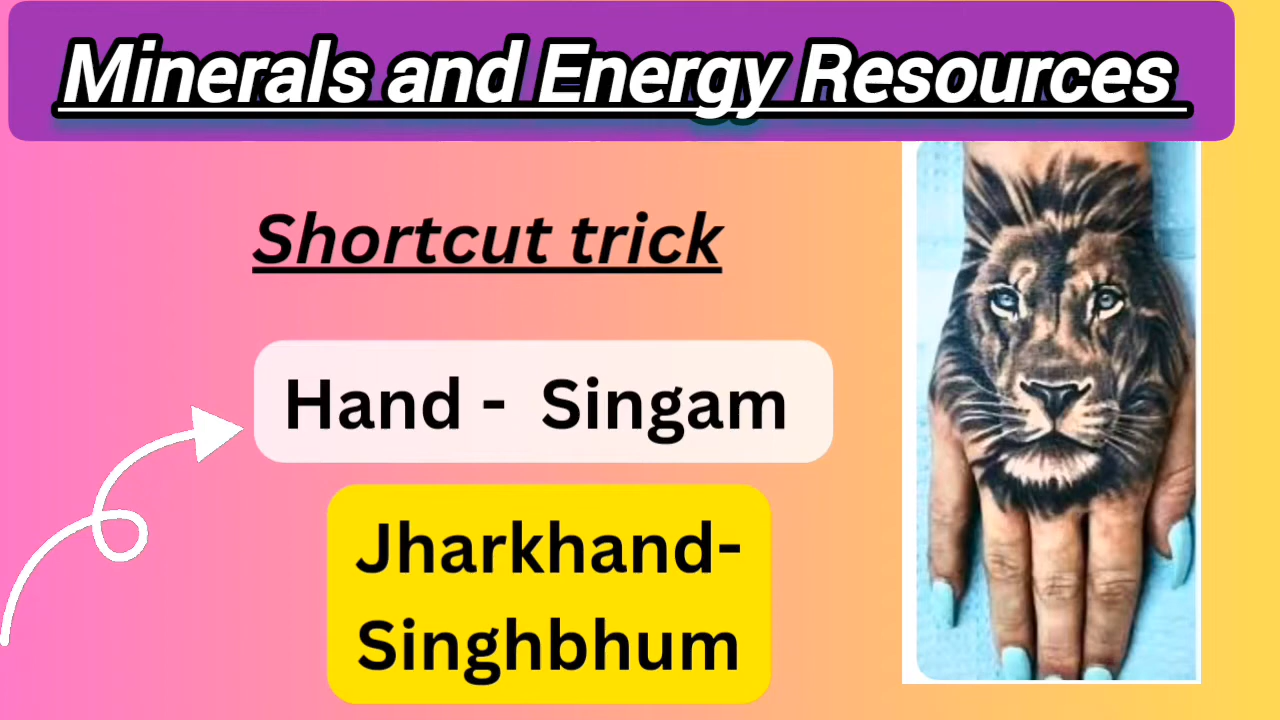 Minerals and Energy Resources
Shortcut trick
Hand - Singam
Jharkhand-
Singhbhum